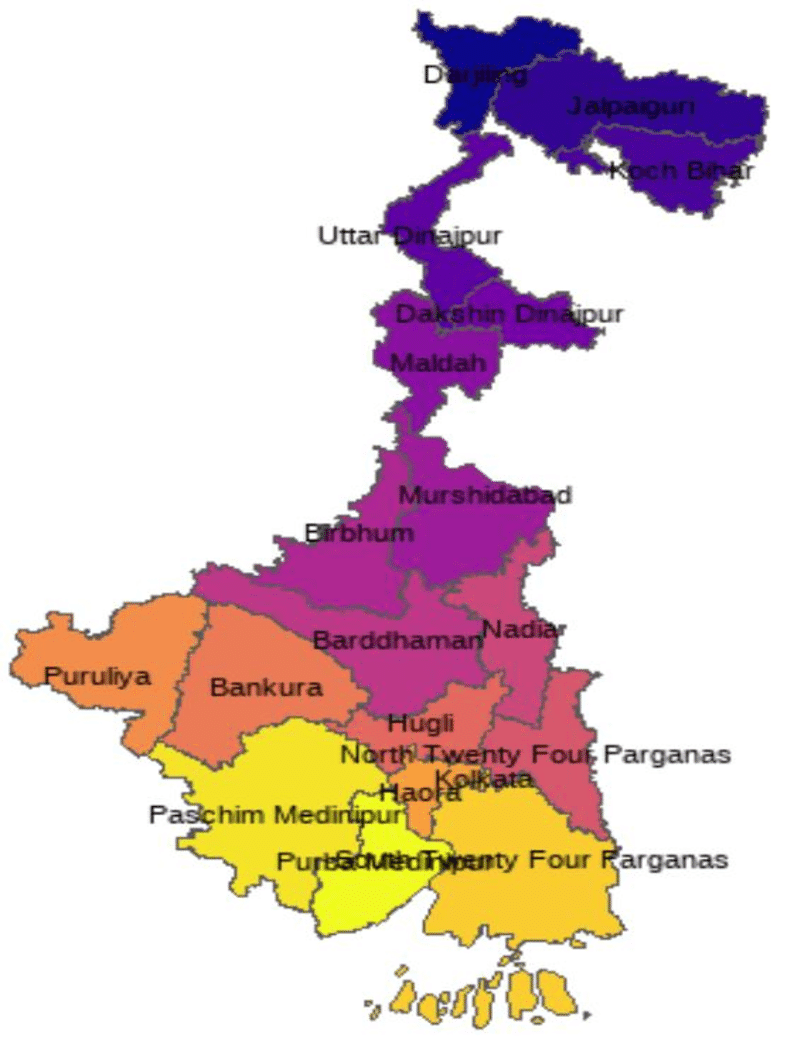 Darjiling
Jalpaiguri
Koch Bihar
Uttar Dinajpur
Dakshin Dinajpur
Maldah
Murshidabad
Birbhum
Nadia
Barddhaman
Puruliya
Bankura
Hugli
North Twenty Four Parganas
Kolkata
Haora
Paschim Medinipur
Purba Medinipur
South Twenty Four Parganas